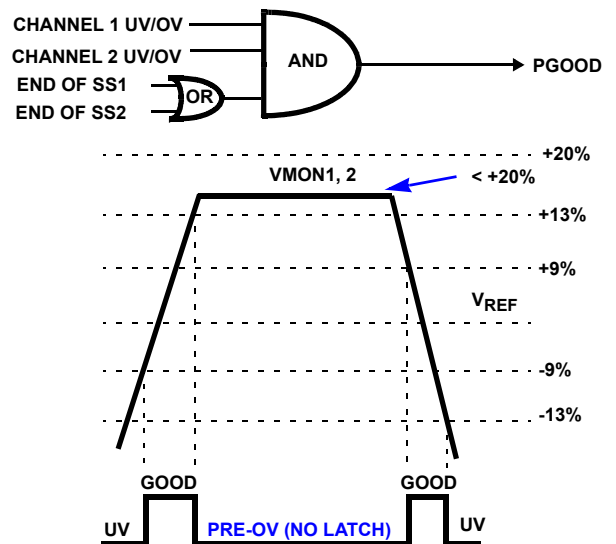 CHANNEL 1 UV/OV
CHANNEL 2 UV/OV
END OF SS1
END OF SS2
OR
AND
PGOOD
+20%
VMON1, 2
< +20%
+13%
+9%
VREF
-9%
-13%
GOOD
GOOD
UV
PRE-OV (NO LATCH)
UV